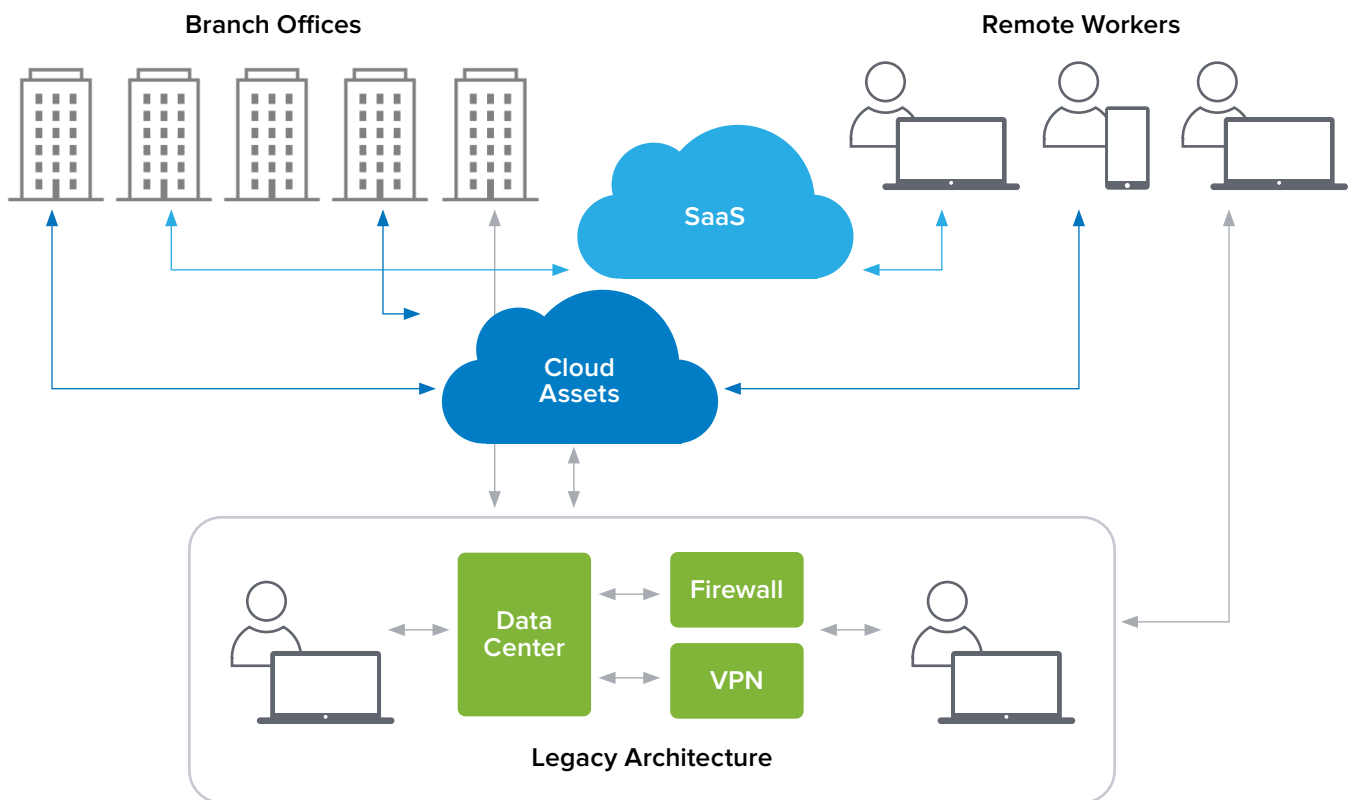 Branch Offices
Remote Workers
SaaS
Cloud
Assets
Data
Center
Firewall
VPN
Legacy Architecture